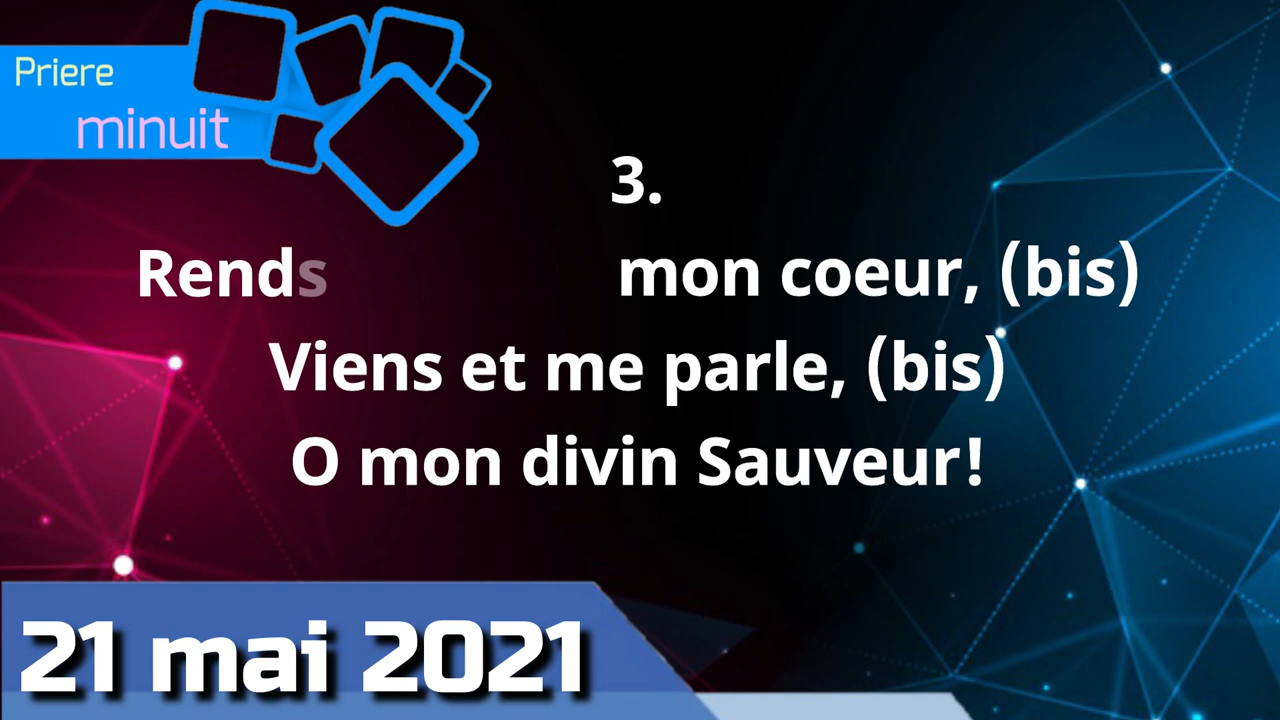 Priere
minuit
3.
Rends mon coeur, (bis)
Viens et me parle, (bis)
O mon divin Sauveur!
21 mai 2021